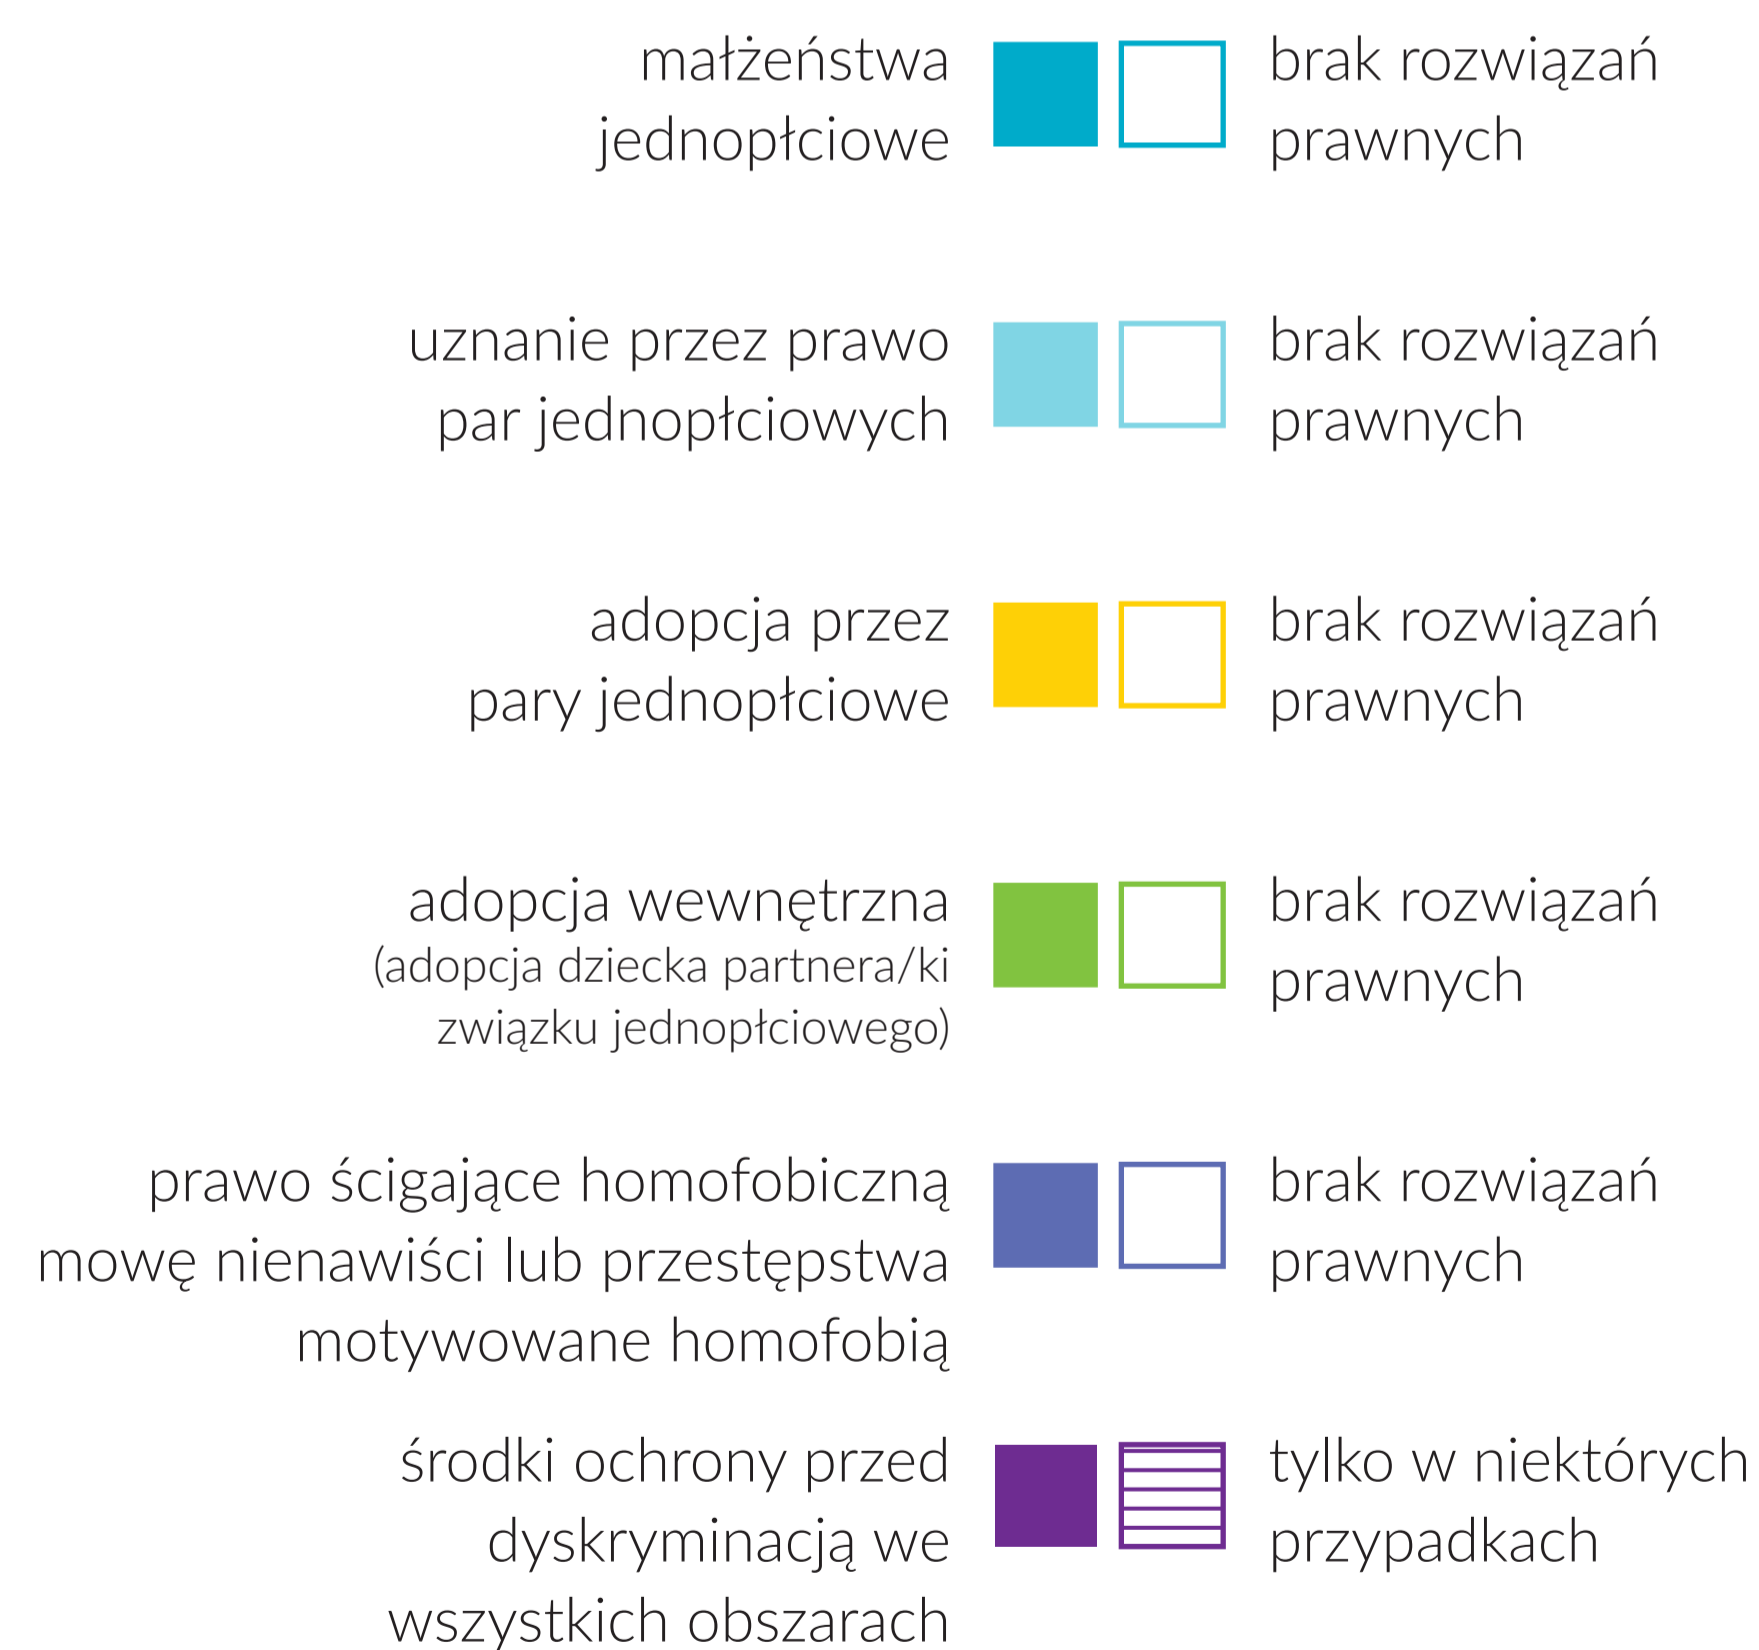 małżeństwa
jednopłciowe
brak rozwiązań
prawnych
uznanie przez prawo
par jednopłciowych
brak rozwiązań
prawnych
adopcja przez
pary jednopłciowe
brak rozwiązań
prawnych
adopcja wewnętrzna
(adopcja dziecka partnera/ki
związku jednopłciowego)
brak rozwiązań
prawnych
prawo ścigające homofobiczną
mowę nienawiści lub przestępstwa
motywowane homofobią
brak rozwiązań
prawnych
środki ochrony przed
dyskryminacją we
wszystkich obszarach
tylko w niektórych
przypadkach